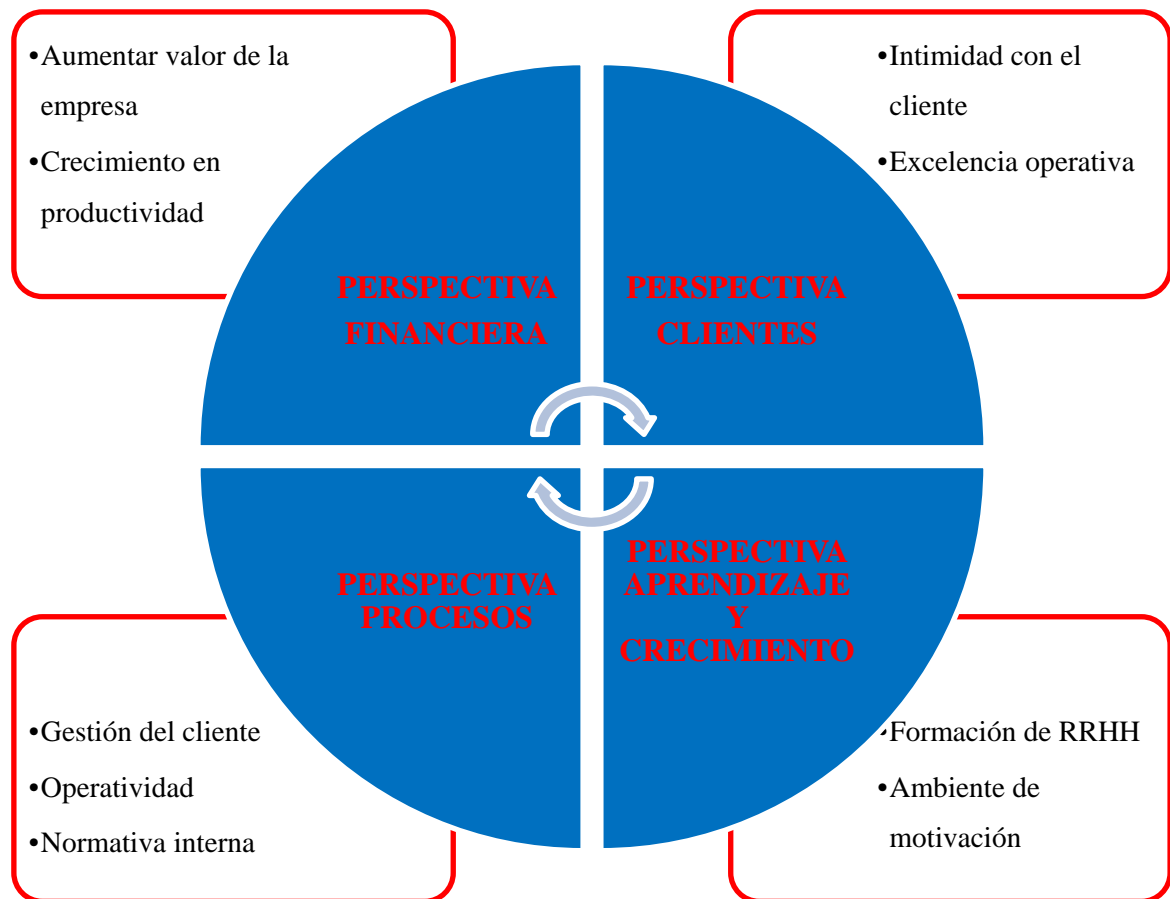 •Aumentar valor de la
empresa
•Crecimiento en
productividad
•Intimidad con el
cliente
•Excelencia operativa
PERSPECTIVA
FINANCIERA
PERSPECTIVA
CLIENTES
PERSPECTIVA
PROCESOS
PERSPECTIVA
APRENDIZAJE
Y
CRECIMIENTO
•Gestión del cliente
•Operatividad
•Normativa interna
•Formación de RRHH
•Ambiente de
motivación